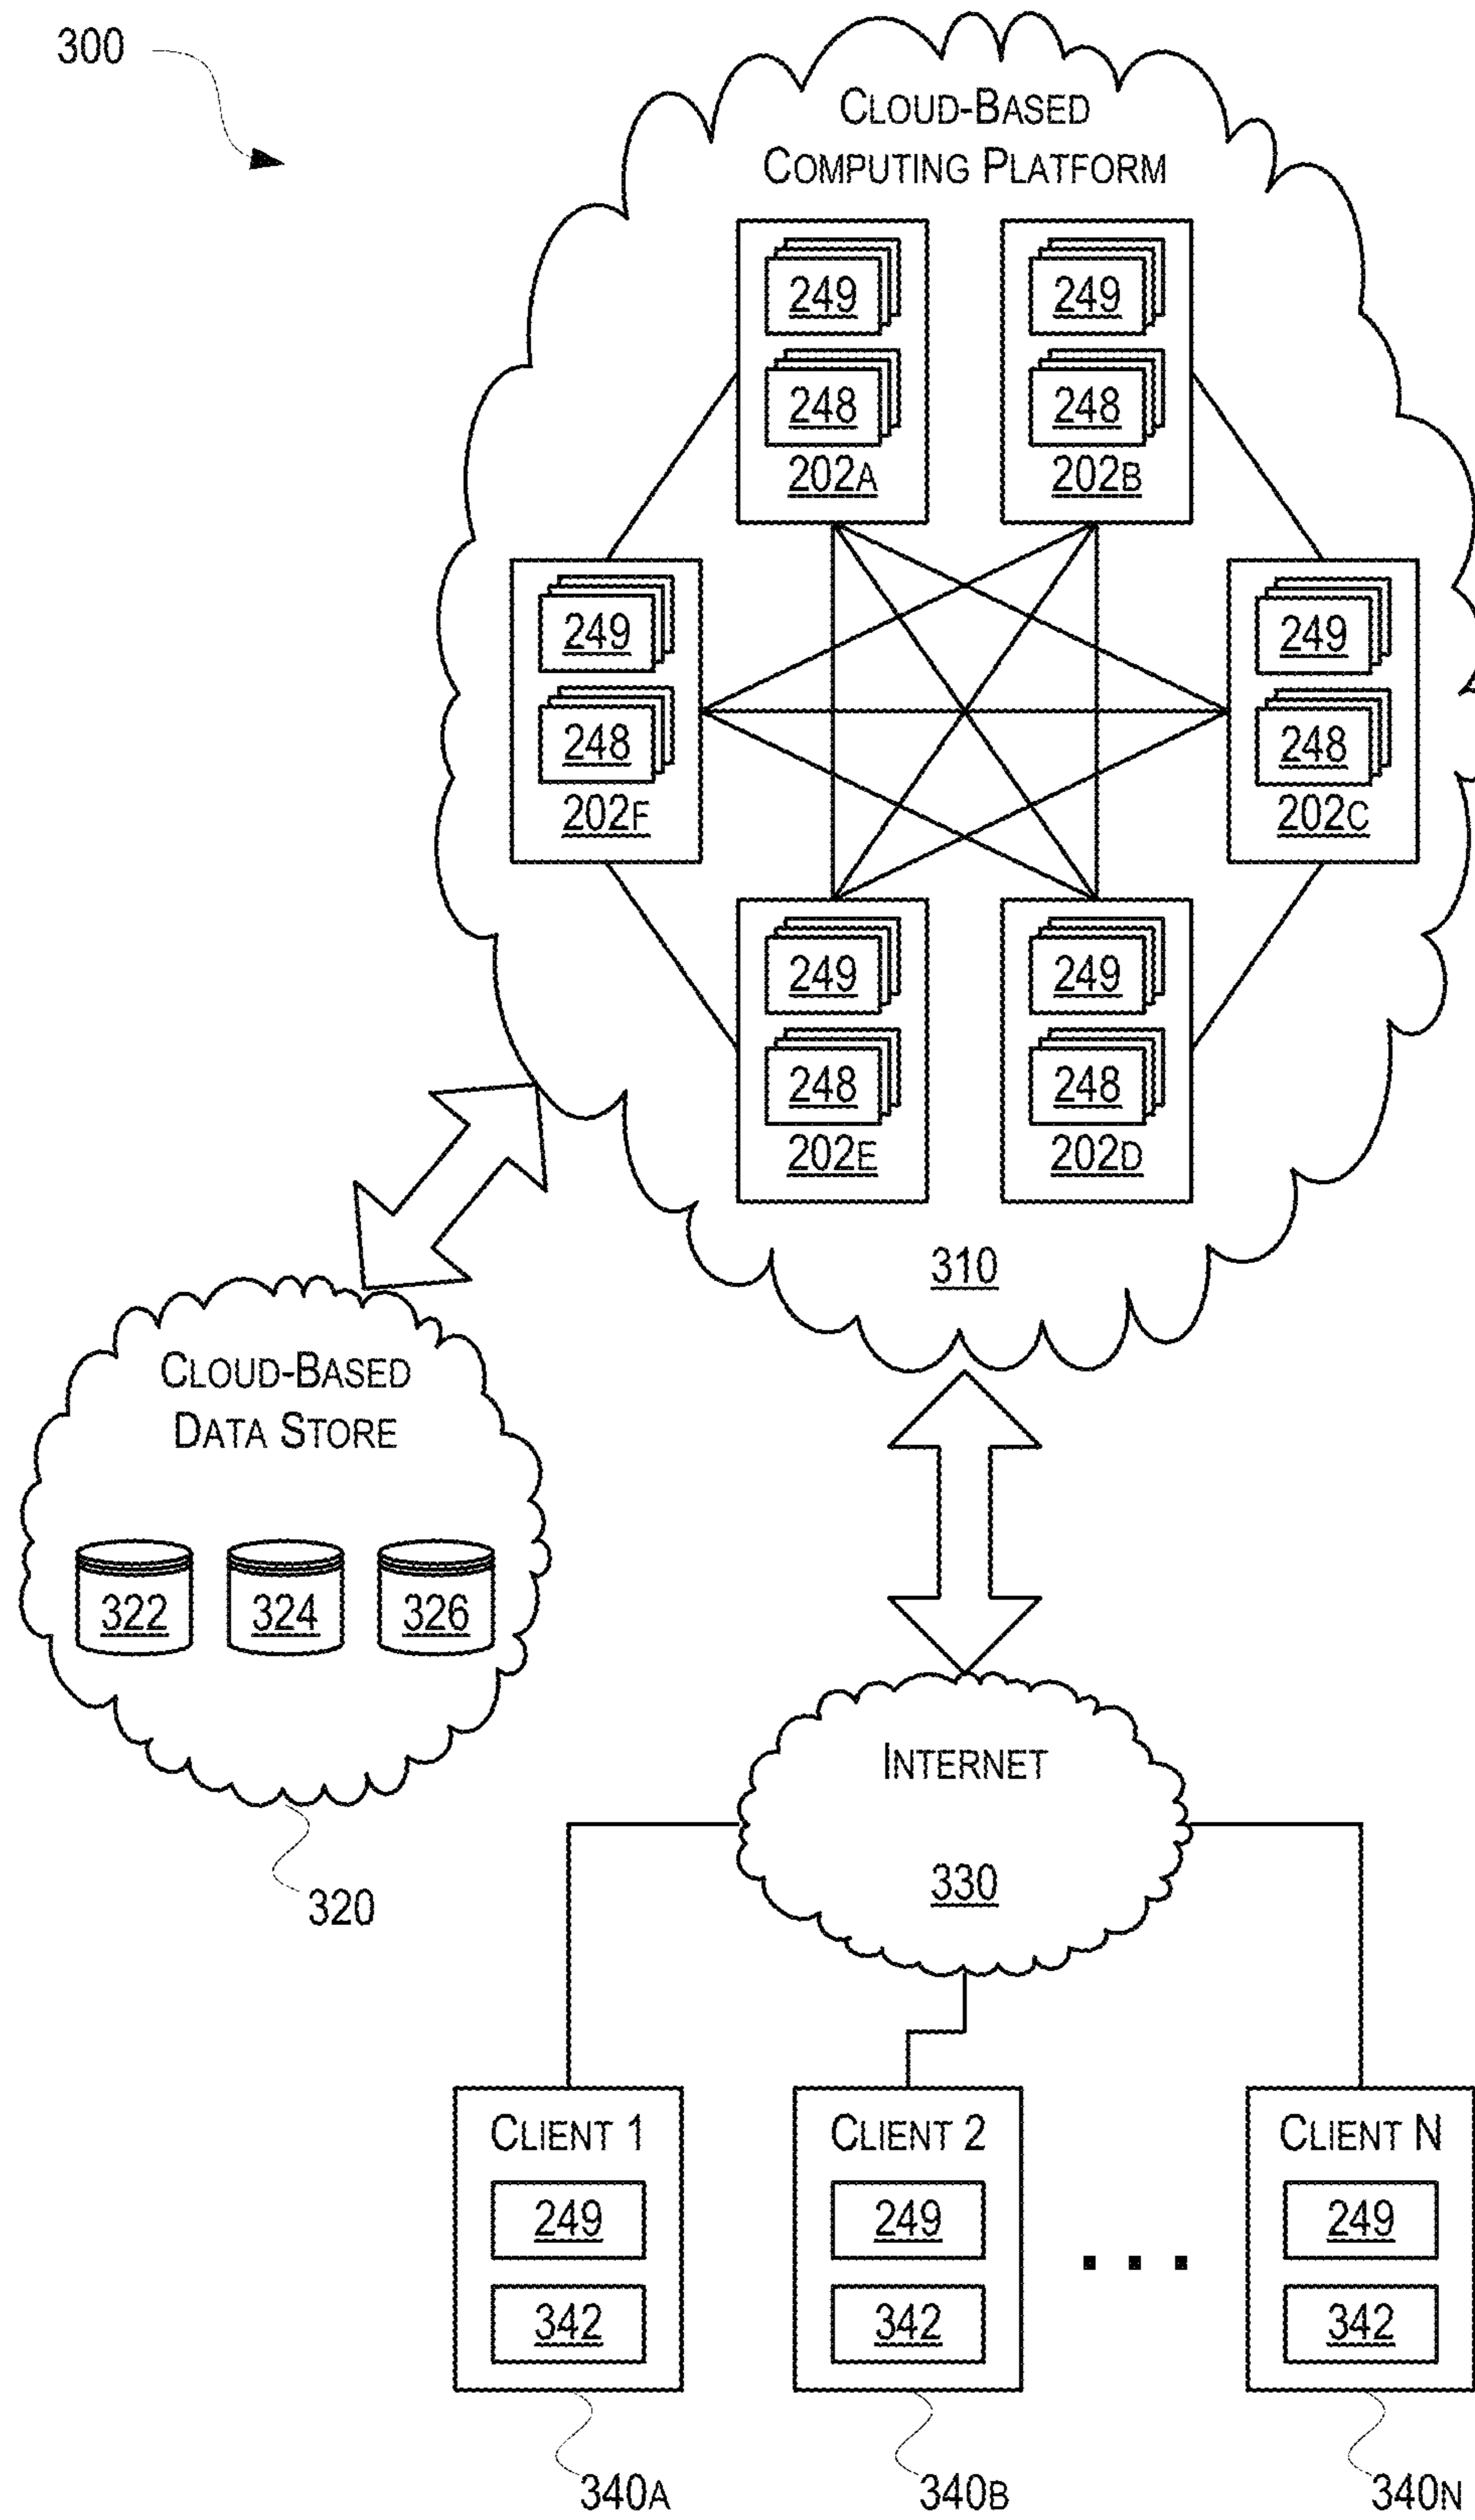 300
CLOUD-BASED
COMPUTING PLATFORM
249 249
248 248
202A 202B
249 249
248 248
202F 202C
249 249
248 248
202E 202D
310
CLOUD-BASED
DATA STORE
322 324 326
320
INTERNET
330
CLIENT 1 CLIENT 2 CLIENT N
249 249 ... 249
342 342 342
340A 340B 340N